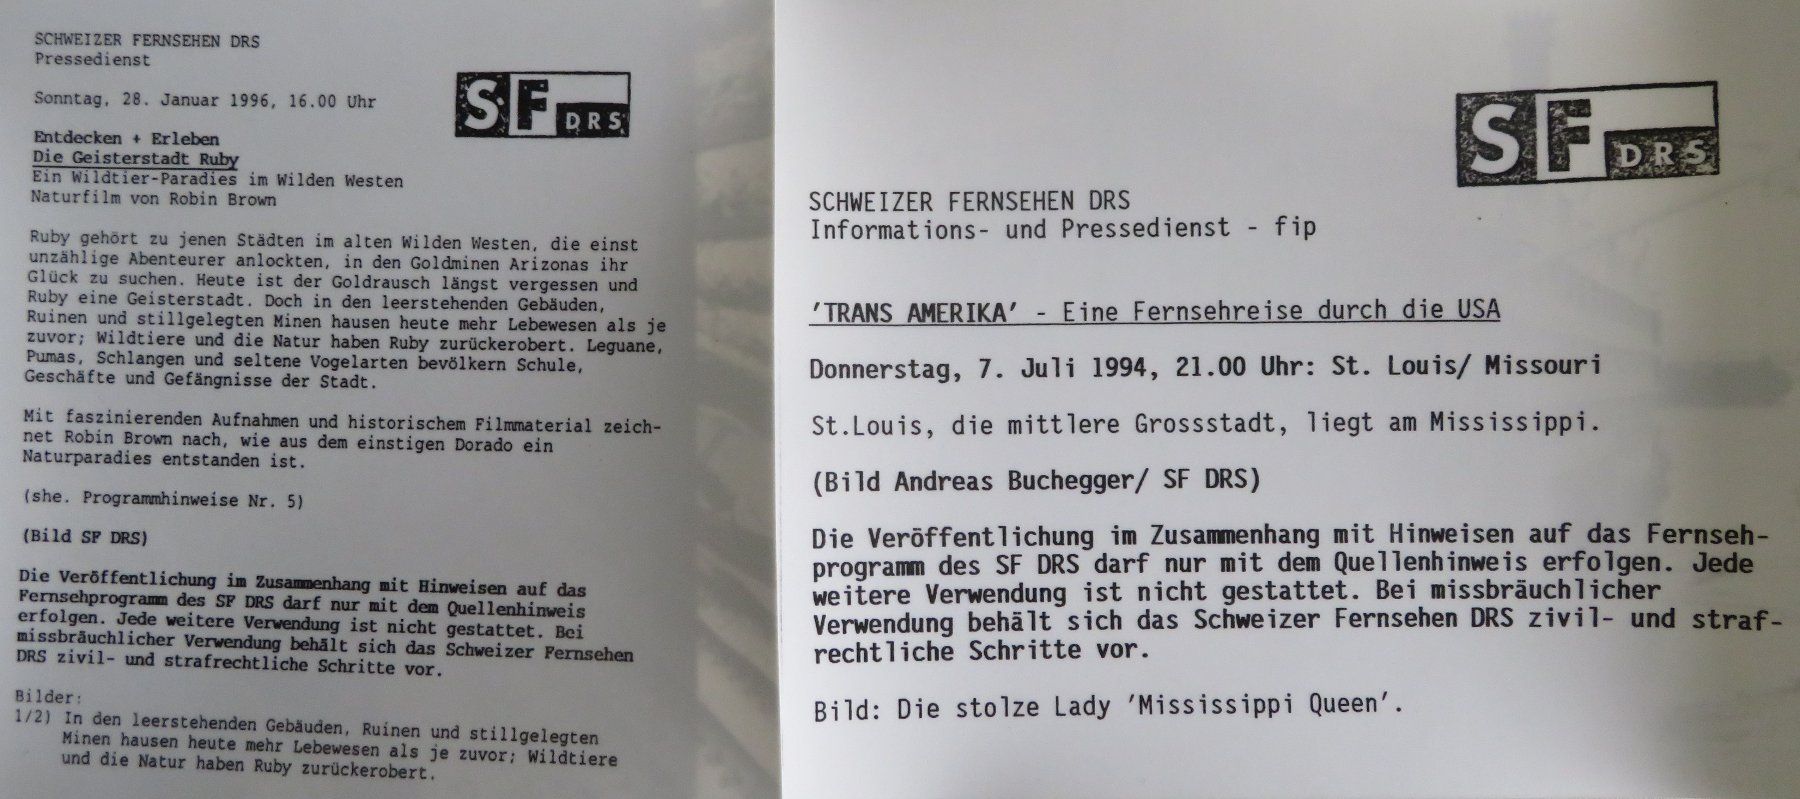 SCHWEIZER FERNSEHEN DRS
Pressedienst
Sonntag, 28. Januar 1996, 16.00 Uhr
SF DRS
Entdecken + Erleben
Die Geisterstadt Ruby
Ein Wildtier-Paradies im Wilden Westen
Naturfilm von Robin Brown
Ruby gehört zu jenen Städten im alten Wilden Westen, die einst
unzählige Abenteurer anlockten, in den Goldminen Arizonas ihr
Glück zu suchen. Heute ist der Goldrausch längst vergessen und
Ruby eine Geisterstadt. Doch in den leerstehenden Gebäuden,
Ruinen und stillgelegten Minen hausen heute mehr Lebewesen als je
zuvor; Wildtiere und die Natur haben Ruby zurückerobert. Leguane,
Pumas, Schlangen und seltene Vogelarten bevölkern Schule,
Geschäfte und Gefängnisse der Stadt.
Mit faszinierenden Aufnahmen und historischem Filmmaterial zeich-
net Robin Brown nach, wie aus dem einstigen Dorado ein
Naturparadies entstanden ist.
(she. Programmhinweise Nr. 5)
(Bild SF DRS)
Die Veröffentlichung im Zusammenhang mit Hinweisen auf das
Fernsehprogramm des SF DRS darf nur mit dem Quellenhinweis
erfolgen. Jede weitere Verwendung ist nicht gestattet. Bei
missbräuchlicher Verwendung behält sich das Schweizer Fernsehen
DRS zivil- und strafrechtliche Schritte vor.
Bilder:
1/2) In den leerstehenden Gebäuden, Ruinen und stillgelegten
Minen hausen heute mehr Lebewesen als je zuvor; Wildtiere
und die Natur haben Ruby zurückerobert.
SF DRS
SCHWEIZER FERNSEHEN DRS
Informations- und Pressedienst - fip
'TRANS AMERIKA' - Eine Fernsehreise durch die USA
Donnerstag, 7. Juli 1994, 21.00 Uhr: St. Louis/ Missouri
St.Louis, die mittlere Grossstadt, liegt am Mississippi.
(Bild Andreas Buchegger/ SF DRS)
Die Veröffentlichung im Zusammenhang mit Hinweisen auf das Fernseh-
programm des SF DRS darf nur mit dem Quellenhinweis erfolgen. Jede
weitere Verwendung ist nicht gestattet. Bei missbräuchlicher
Verwendung behält sich das Schweizer Fernsehen DRS zivil- und straf-
rechtliche Schritte vor.
Bild: Die stolze Lady 'Mississippi Queen'.